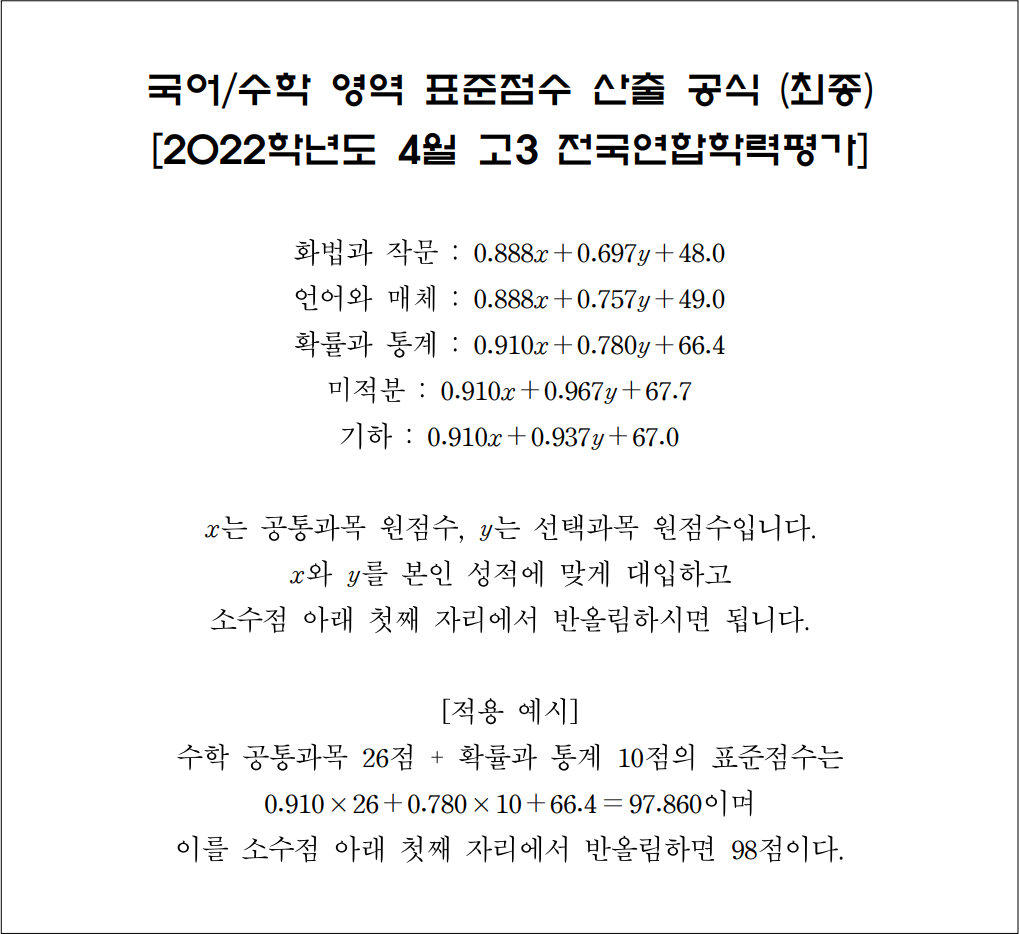 국어/수학 영역 표준점수 산출 공식 (최종)
[2022학년도 4월 고3 전국연합학력평가]
화법과 작문 : 0.888x+0.697y+48.0
언어와 매체 : 0.888x+0.757y+49.0
확률과 통계 : 0.910x+0.780y+66.4
미적분 : 0.910x+0.967y+67.7
기하 : 0.910x+0.937y+67.0
x는 공통과목 원점수, y는 선택과목 원점수입니다.
x와 y를 본인 성적에 맞게 대입하고
소수점 아래 첫째 자리에서 반올림하시면 됩니다.
[적용 예시]
수학 공통과목 26점 + 확률과 통계 10점의 표준점수는
0.910×26+0.780×10+66.4=97.860이며
이를 소수점 아래 첫째 자리에서 반올림하면 98점이다.